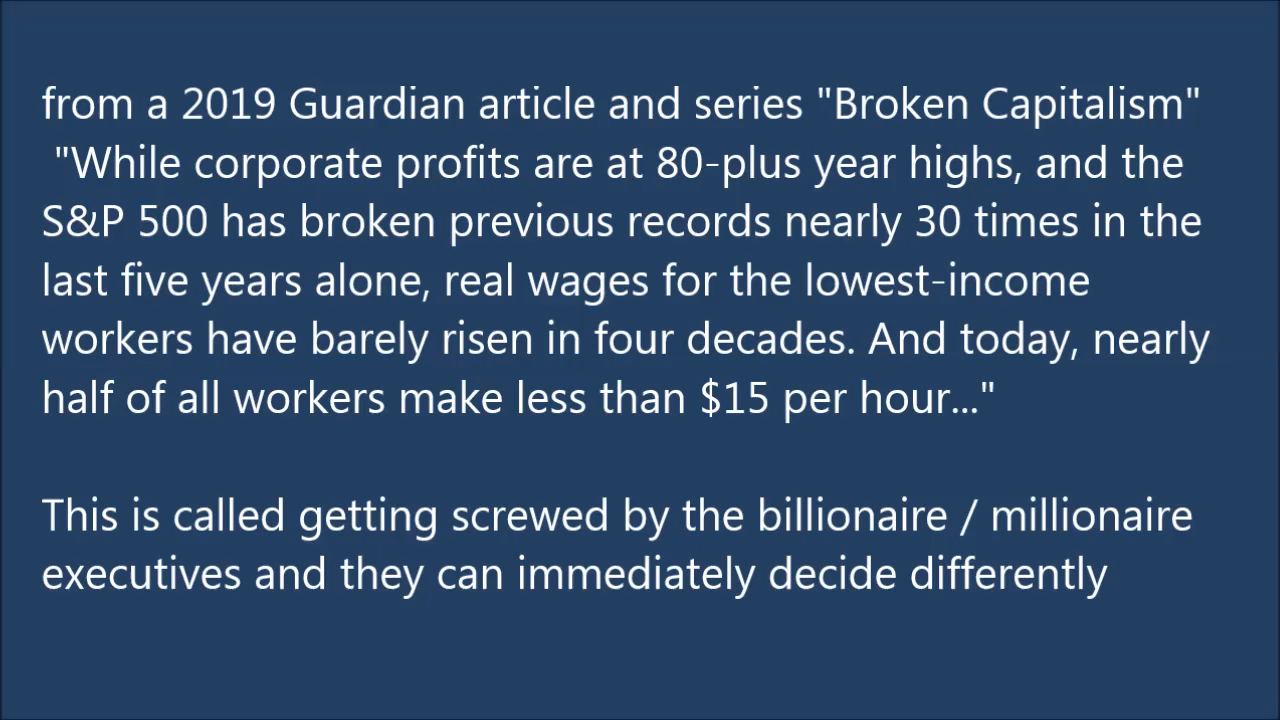 from a 2019 Guardian article and series "Broken Capitalism"
"While corporate profits are at 80-plus year highs, and the
S&P 500 has broken previous records nearly 30 times in the
last five years alone, real wages for the lowest-income
workers have barely risen in four decades. And today, nearly
half of all workers make less than $15 per hour..."
This is called getting screwed by the billionaire / millionaire
executives and they can immediately decide differently